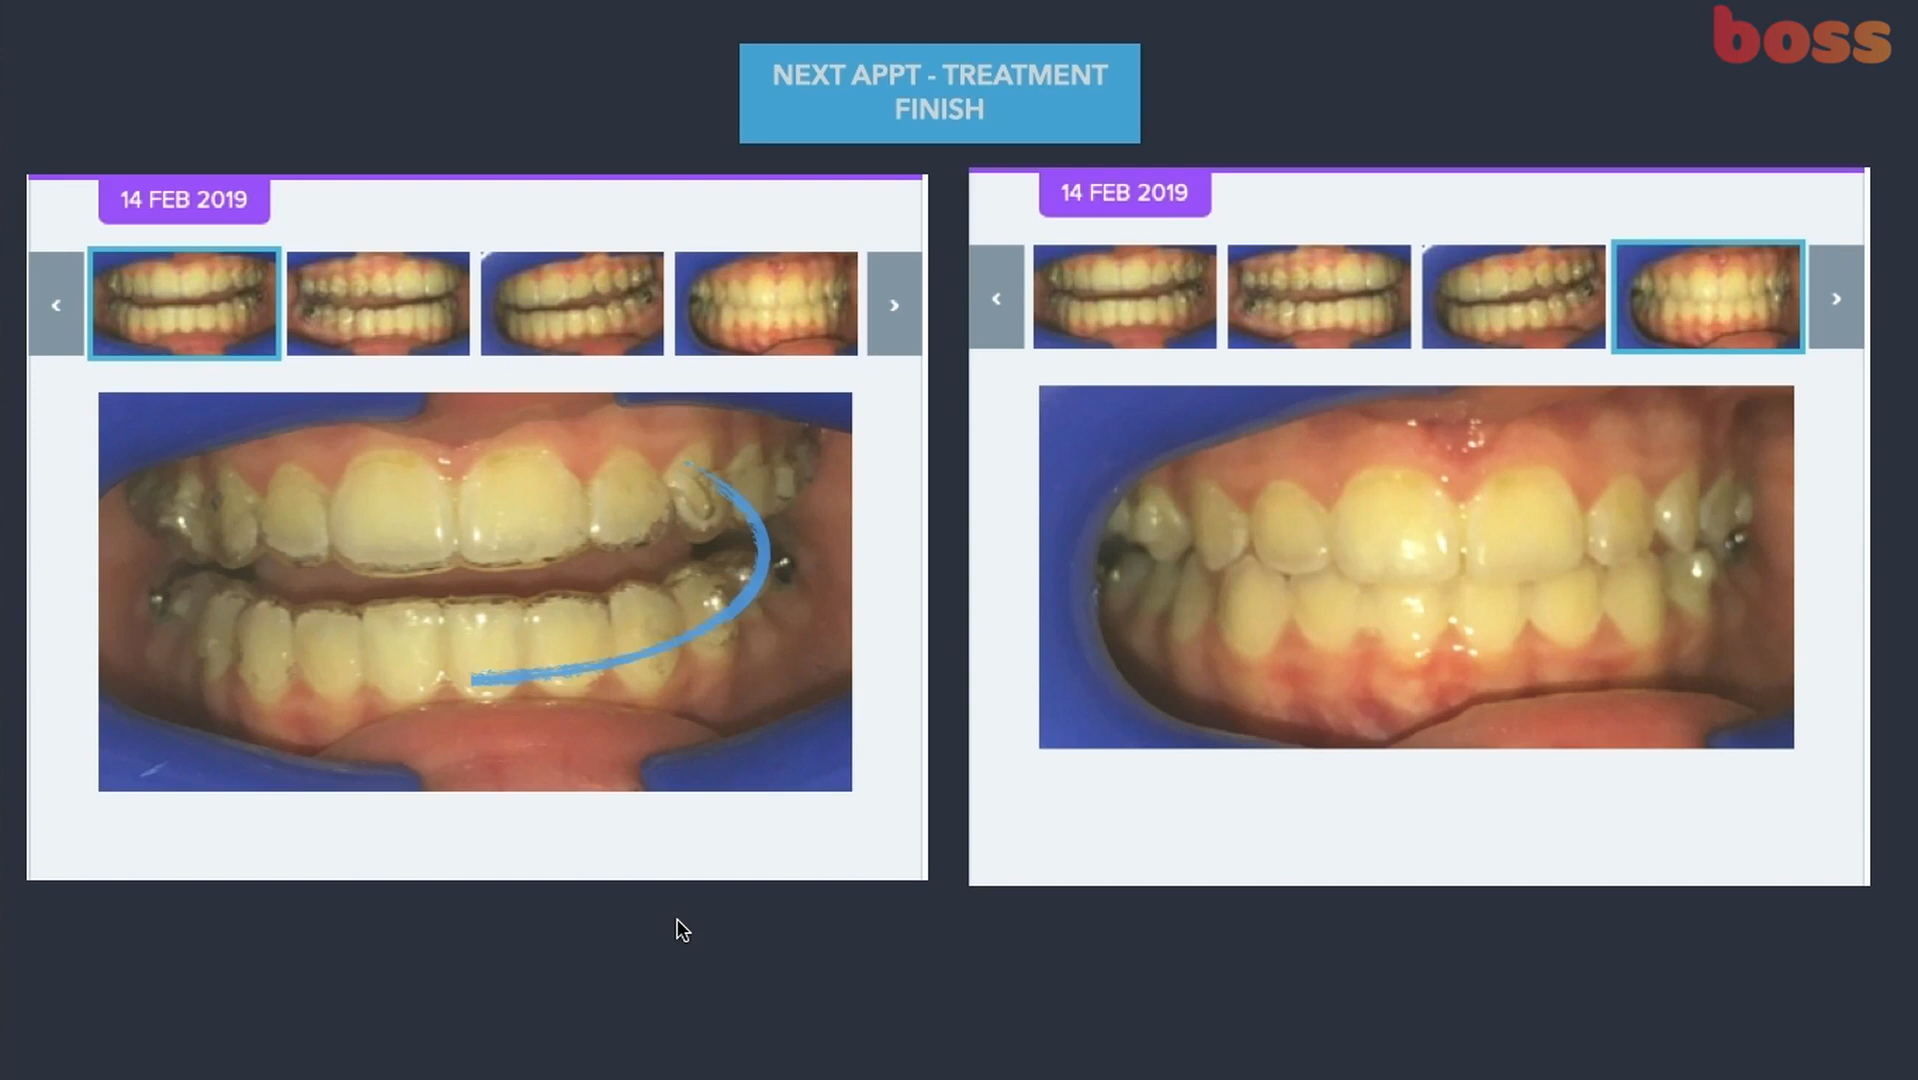 boss
NEXT APPT - TREATMENT
FINISH
14 FEB 2019
14 FEB 2019